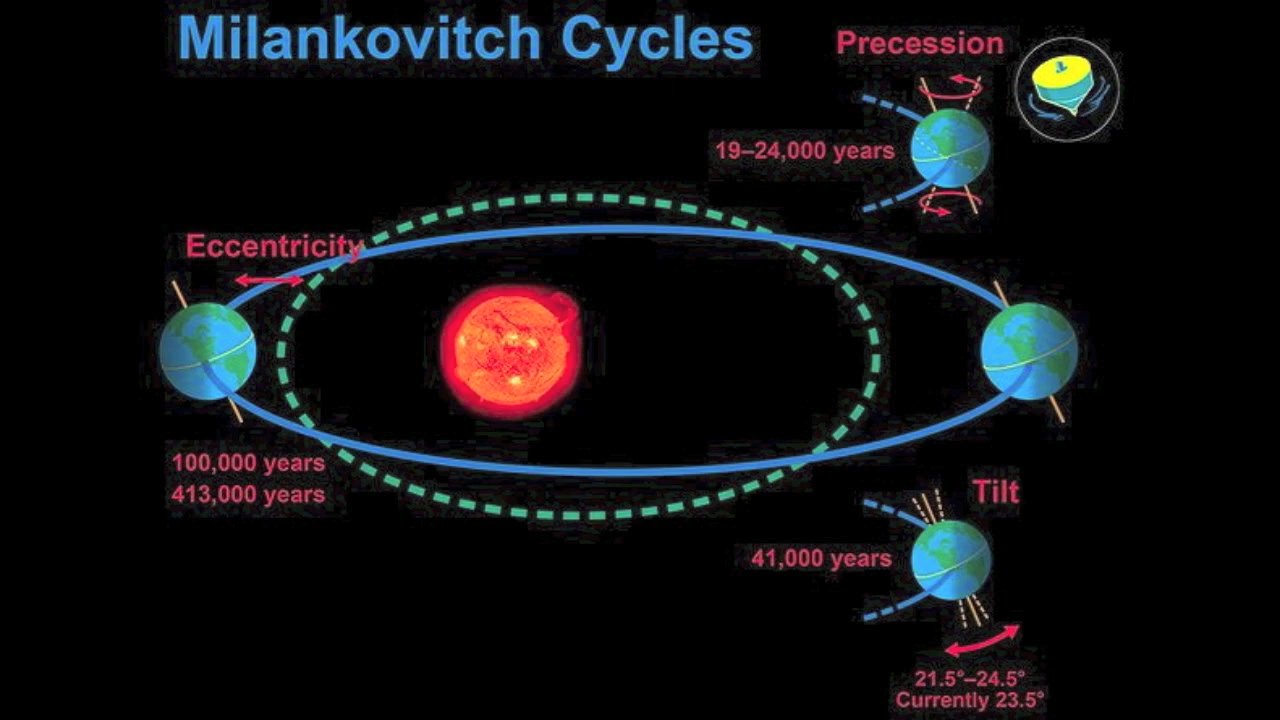 Milankovitch Cycles
Precession
19–24,000 years
Eccentricity
100,000 years
413,000 years
Tilt
41,000 years
21.5°–24.5°
Currently 23.5°